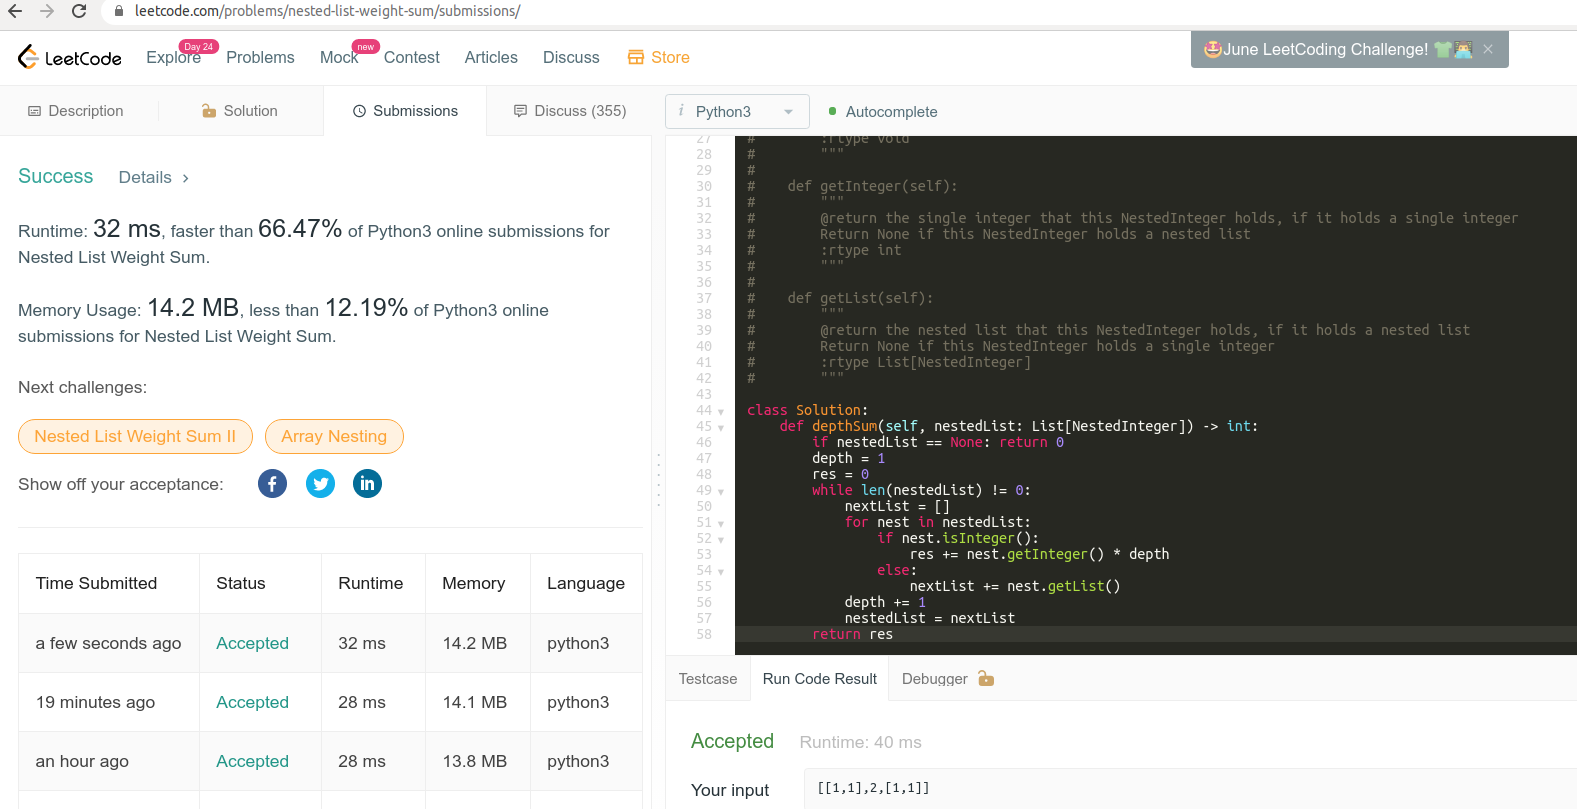 leetcode.com/problems/nested-list-weight-sum/submissions/
LeetCode Explore Day 24 Problems Mock new Contest Articles Discuss Store
🤩June LeetCoding Challenge! 👕👨‍💻 ×
Description Solution Submissions Discuss (355)
i Python3 Autocomplete
Success Details ›
Runtime: 32 ms, faster than 66.47% of Python3 online submissions for
Nested List Weight Sum.
Memory Usage: 14.2 MB, less than 12.19% of Python3 online
submissions for Nested List Weight Sum.
Next challenges:
Nested List Weight Sum II Array Nesting
Show off your acceptance:
Time Submitted Status Runtime Memory Language
a few seconds ago Accepted 32 ms 14.2 MB python3
19 minutes ago Accepted 28 ms 14.1 MB python3
an hour ago Accepted 28 ms 13.8 MB python3
27 #         :rtype void
28 #         """
29 #
30 #     def getInteger(self):
31 #         """
32 #         @return the single integer that this NestedInteger holds, if it holds a single integer
33 #         Return None if this NestedInteger holds a nested list
34 #         :rtype int
35 #         """
36 #
37 #     def getList(self):
38 #         """
39 #         @return the nested list that this NestedInteger holds, if it holds a nested list
40 #         Return None if this NestedInteger holds a single integer
41 #         :rtype List[NestedInteger]
42 #         """
43
44 class Solution:
45     def depthSum(self, nestedList: List[NestedInteger]) -> int:
46         if nestedList == None: return 0
47         depth = 1
48         res = 0
49         while len(nestedList) != 0:
50             nextList = []
51             for nest in nestedList:
52                 if nest.isInteger():
53                     res += nest.getInteger() * depth
54                 else:
55                     nextList += nest.getList()
56             depth += 1
57             nestedList = nextList
58         return res
Testcase Run Code Result Debugger
Accepted Runtime: 40 ms
Your input [[1,1],2,[1,1]]